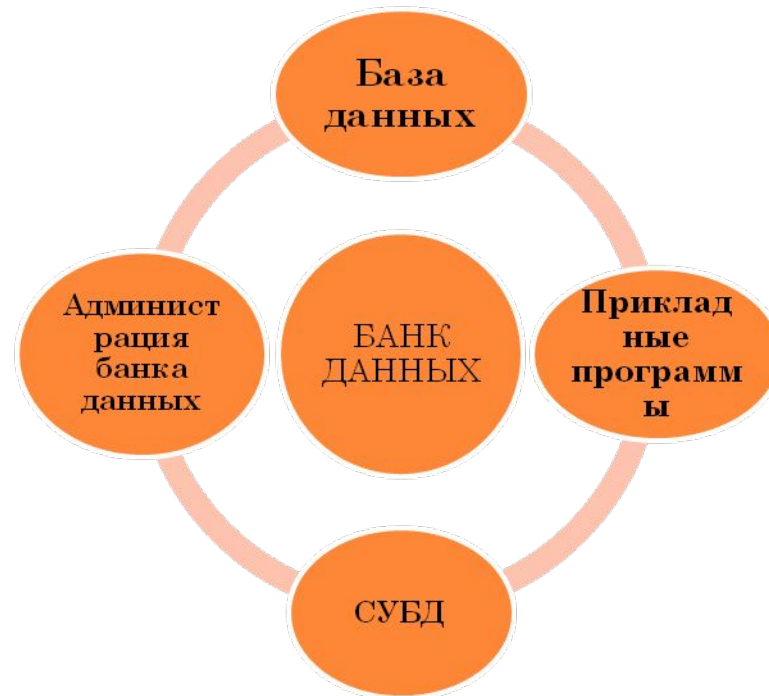 База
данных
Админист
рация
банка
данных
БАНК
ДАННЫХ
Приклад
ные
программ
ы
СУБД